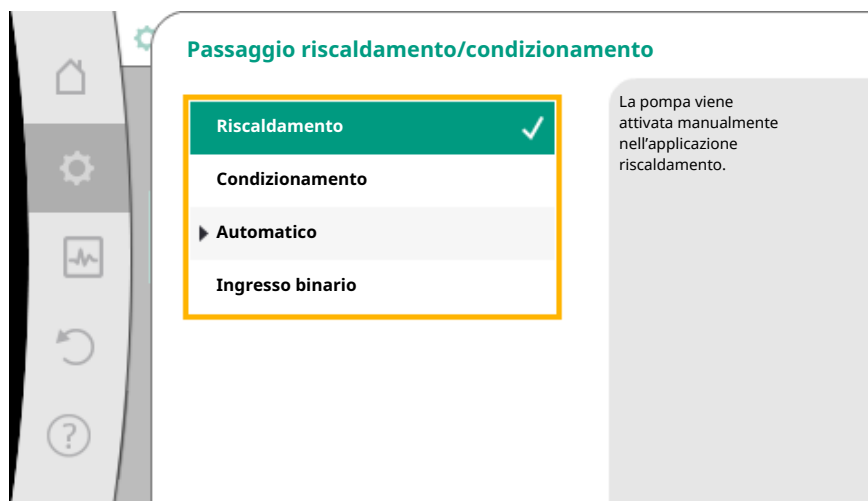 Passaggio riscaldamento/condizionamento
Riscaldamento
Condizionamento
Automatico
Ingresso binario
La pompa viene
attivata manualmente
nell'applicazione
riscaldamento.
?